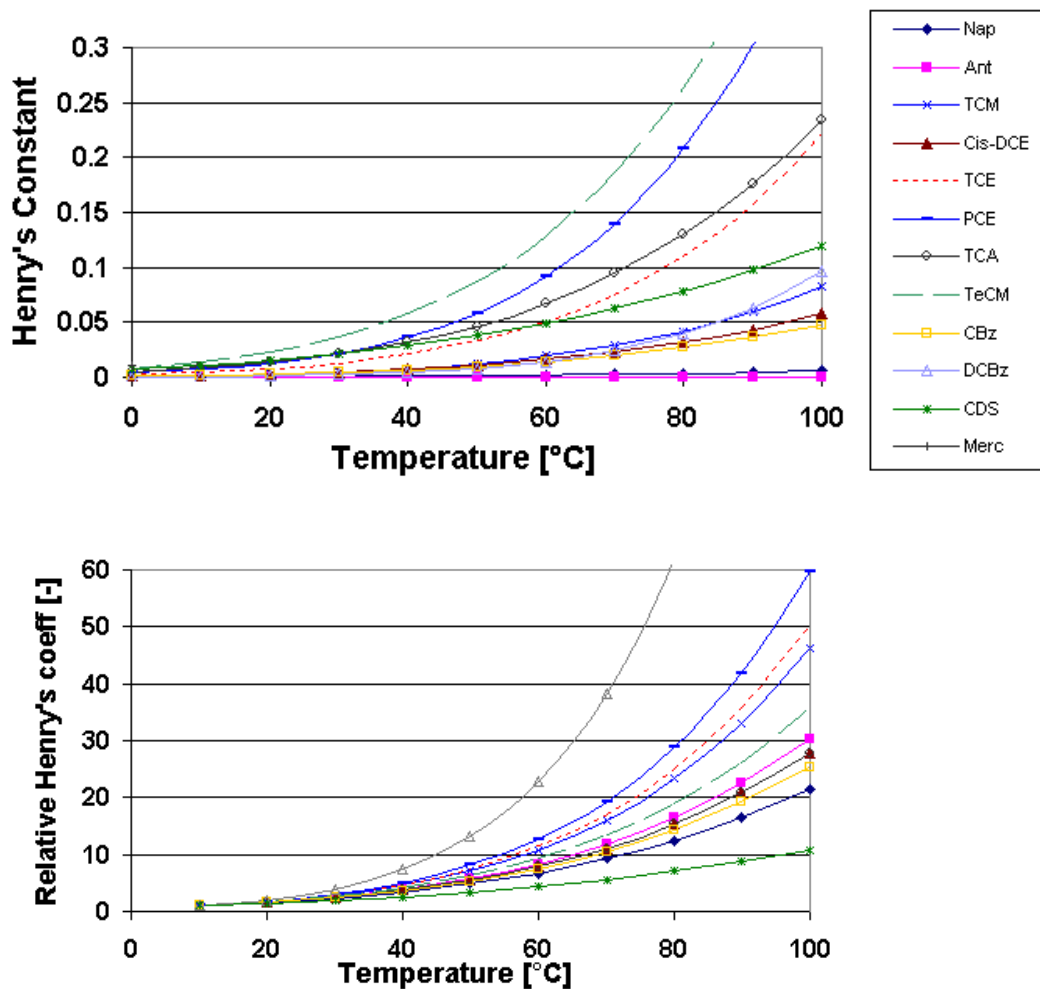 0.3
0.25
0.2
0.15
0.1
0.05
0
Henry's Constant
0 20 40 60 80 100
Temperature [°C]
Nap
Ant
TCM
Cis-DCE
TCE
PCE
TCA
TeCM
CBz
DCBz
CDS
Merc
60
50
40
30
20
10
0
Relative Henry's coeff [-]
0 20 40 60 80 100
Temperature [°C]